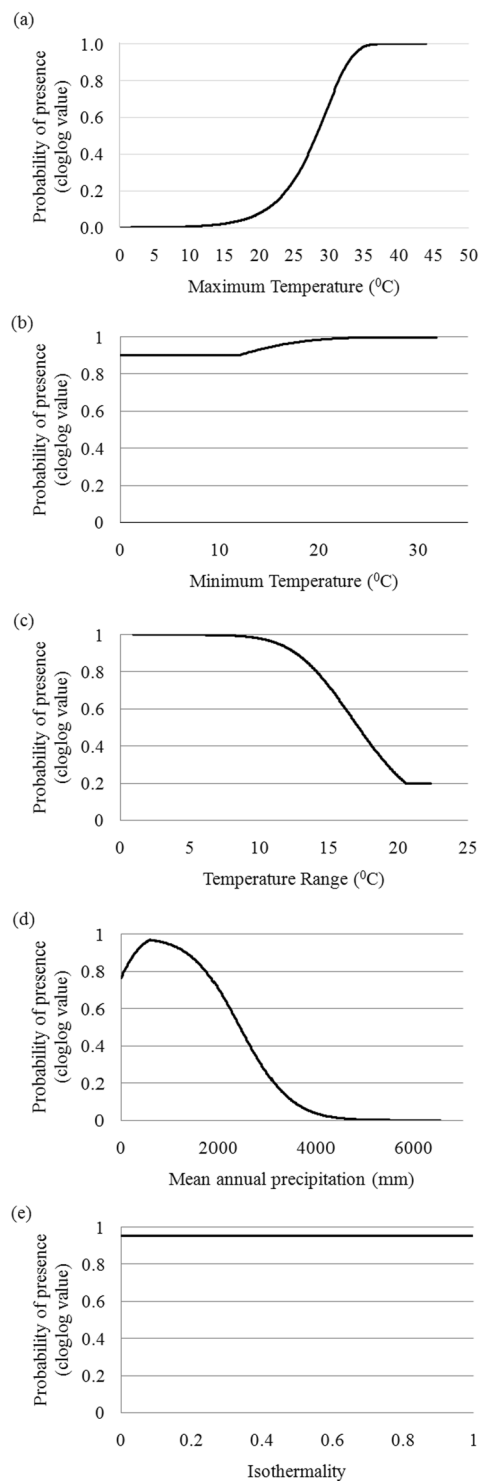 (a)
Probability of presence
(cloglog value)
1.0
0.8
0.6
0.4
0.2
0.0
0 5 10 15 20 25 30 35 40 45 50
Maximum Temperature (⁰C)
(b)
Probability of presence
(cloglog value)
1
0.8
0.6
0.4
0.2
0
0 10 20 30
Minimum Temperature (⁰C)
(c)
Probability of presence
(cloglog value)
1
0.8
0.6
0.4
0.2
0
0 5 10 15 20 25
Temperature Range (⁰C)
(d)
Probability of presence
(cloglog value)
1
0.8
0.6
0.4
0.2
0
0 2000 4000 6000
Mean annual precipitation (mm)
(e)
Probability of presence
(cloglog value)
1
0.8
0.6
0.4
0.2
0
0 0.2 0.4 0.6 0.8 1
Isothermality